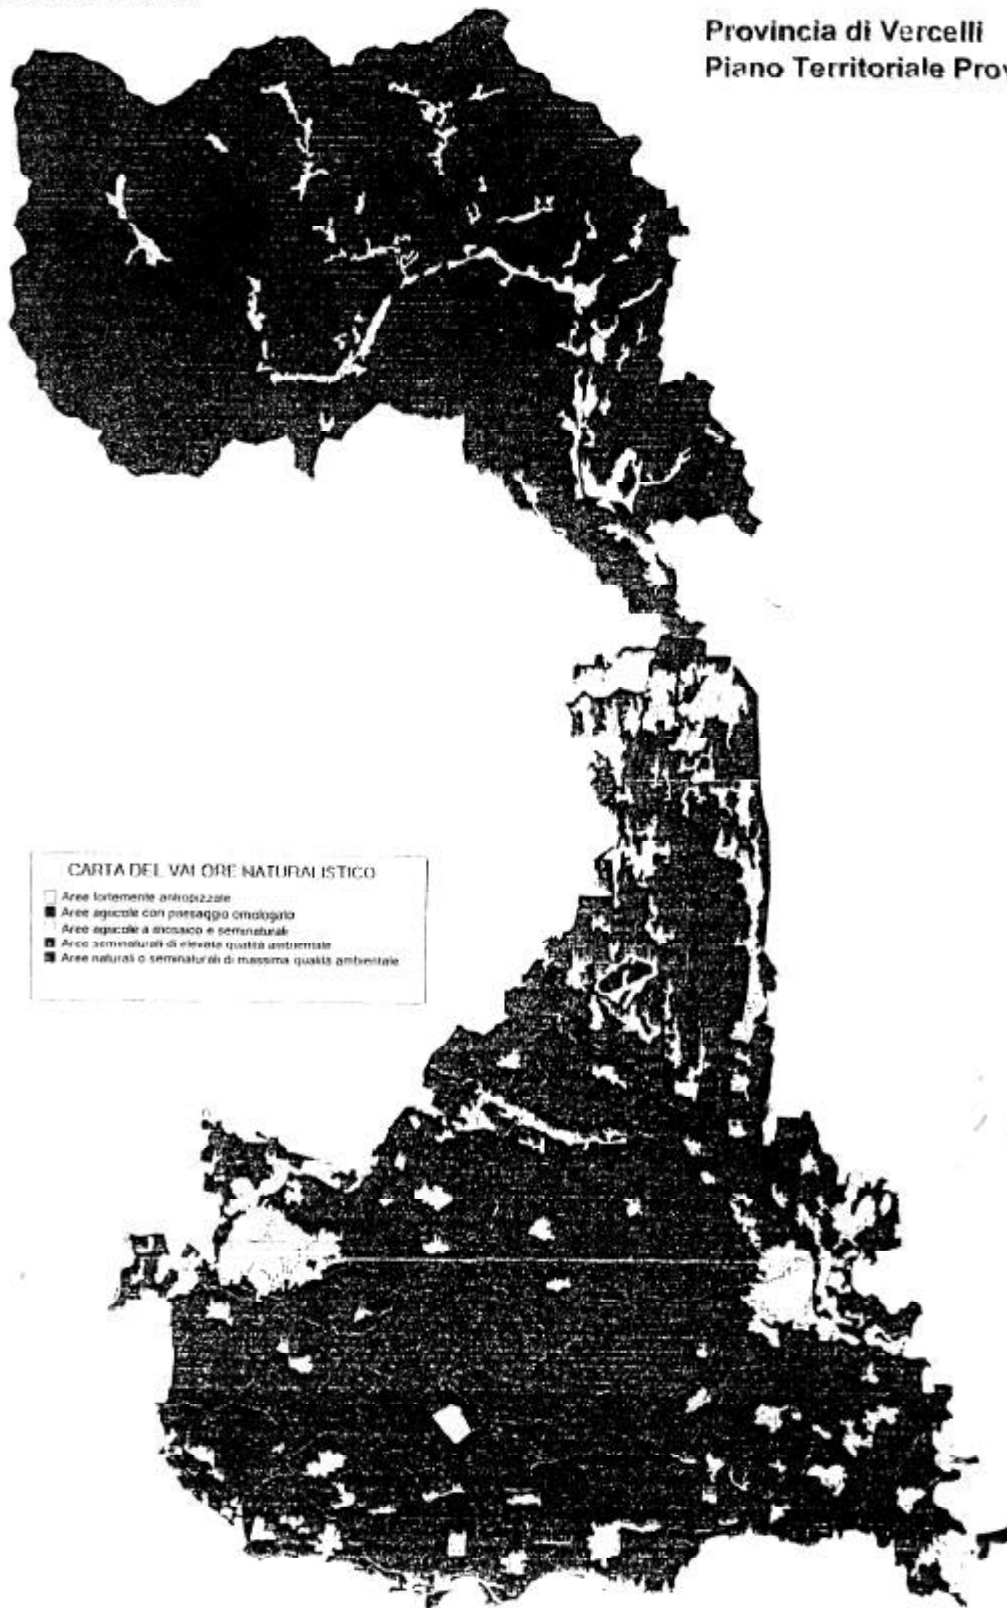 Provincia di Vercelli
Piano Territoriale Prov
CARTA DEL VALORE NATURALISTICO
Aree fortemente antropizzate
Aree agricole con paesaggio omologato
Aree agricole a mosaico e seminaturali
Aree seminaturali di elevata qualità ambientale
Aree naturali o seminaturali di massima qualità ambientale